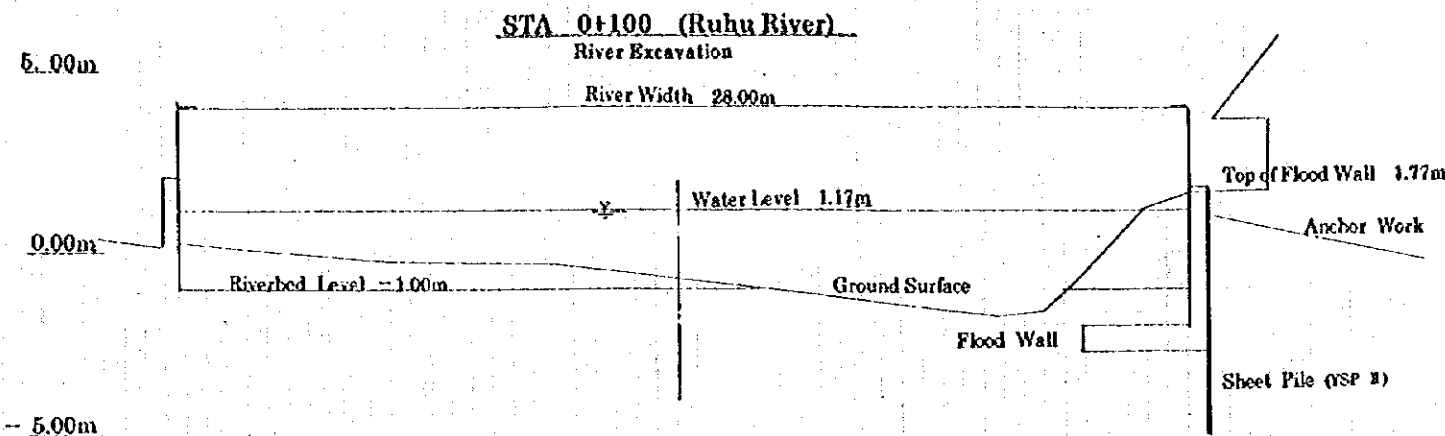 STA 0+100 (Ruhu River)
River Excavation
5.00m
River Width 28.00m
Top of Flood Wall 1.77m
Water Level 1.17m
Anchor Work
0.00m
Riverbed Level -1.00m
Ground Surface
Flood Wall
Sheet Pile (YSP II)
- 5.00m